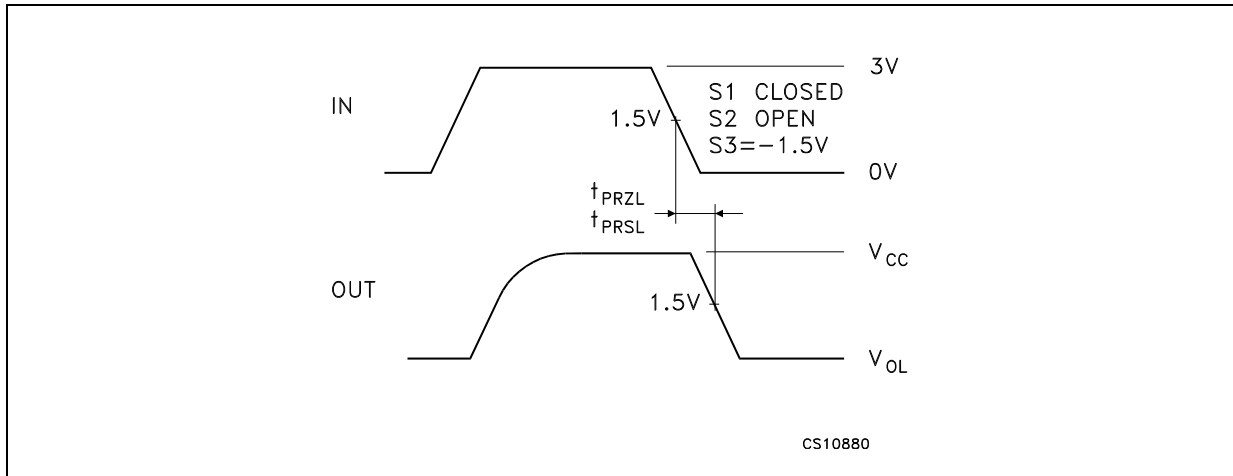 3V
IN
S1 CLOSED
S2 OPEN
S3=-1.5V
1.5V
0V
tPRZL
tPRSL
VCC
OUT
1.5V
VOL
CS10880